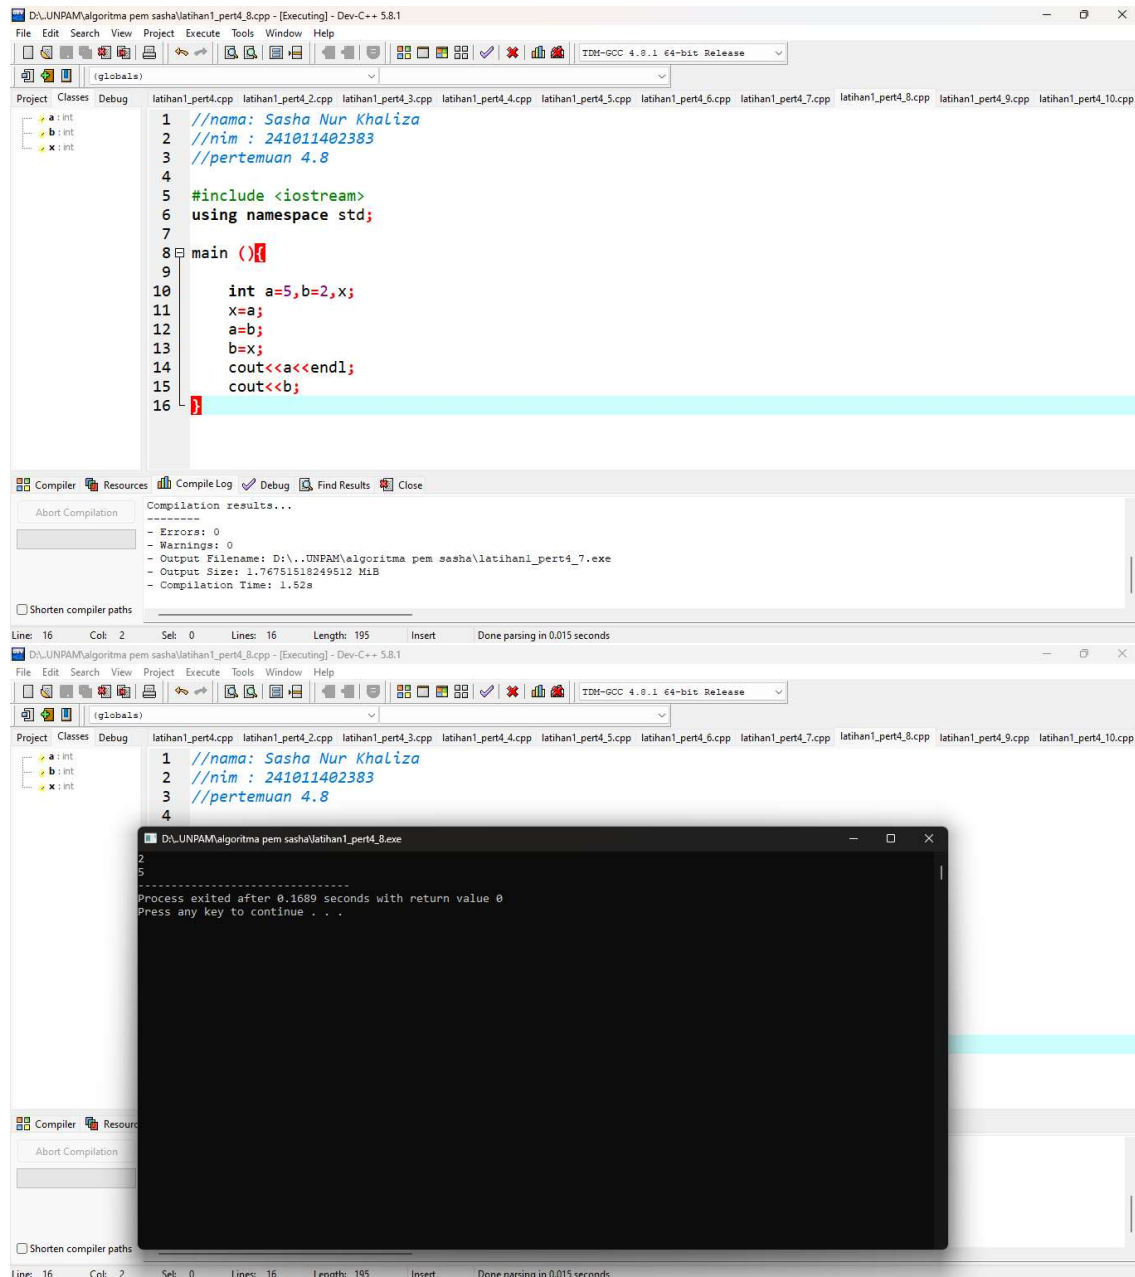 D:\..UNPAM\algoritma pem sasha\latihan1_pert4_8.cpp - [Executing] - Dev-C++ 5.8.1
File Edit Search View Project Execute Tools Window Help
TDM-GCC 4.8.1 64-bit Release
(globals)
Project Classes Debug latihan1_pert4.cpp latihan1_pert4_2.cpp latihan1_pert4_3.cpp latihan1_pert4_4.cpp latihan1_pert4_5.cpp latihan1_pert4_6.cpp latihan1_pert4_7.cpp latihan1_pert4_8.cpp latihan1_pert4_9.cpp latihan1_pert4_10.cpp
a : int
b : int
x : int
1 //nama: Sasha Nur Khaliza
2 //nim : 241011402383
3 //pertemuan 4.8
4
5 #include <iostream>
6 using namespace std;
7
8 main (){
9
10 int a=5,b=2,x;
11 x=a;
12 a=b;
13 b=x;
14 cout<<a<<endl;
15 cout<<b;
16 }
Compiler Resources Compile Log Debug Find Results Close
Abort Compilation
Compilation results...
--------
- Errors: 0
- Warnings: 0
- Output Filename: D:\..UNPAM\algoritma pem sasha\latihan1_pert4_7.exe
- Output Size: 1.76751518249512 MiB
- Compilation Time: 1.52s
Shorten compiler paths
Line: 16 Col: 2 Sel: 0 Lines: 16 Length: 195 Insert Done parsing in 0.015 seconds
D:\..UNPAM\algoritma pem sasha\latihan1_pert4_8.cpp - [Executing] - Dev-C++ 5.8.1
File Edit Search View Project Execute Tools Window Help
TDM-GCC 4.8.1 64-bit Release
(globals)
Project Classes Debug latihan1_pert4.cpp latihan1_pert4_2.cpp latihan1_pert4_3.cpp latihan1_pert4_4.cpp latihan1_pert4_5.cpp latihan1_pert4_6.cpp latihan1_pert4_7.cpp latihan1_pert4_8.cpp latihan1_pert4_9.cpp latihan1_pert4_10.cpp
a : int
b : int
x : int
1 //nama: Sasha Nur Khaliza
2 //nim : 241011402383
3 //pertemuan 4.8
4
D:\..UNPAM\algoritma pem sasha\latihan1_pert4_8.exe
2
5
--------------------------------
Process exited after 0.1689 seconds with return value 0
Press any key to continue . . .
Compiler Resourc
Abort Compilation
Shorten compiler paths
Line: 16 Col: 2 Sel: 0 Lines: 16 Length: 195 Insert Done parsing in 0.015 seconds